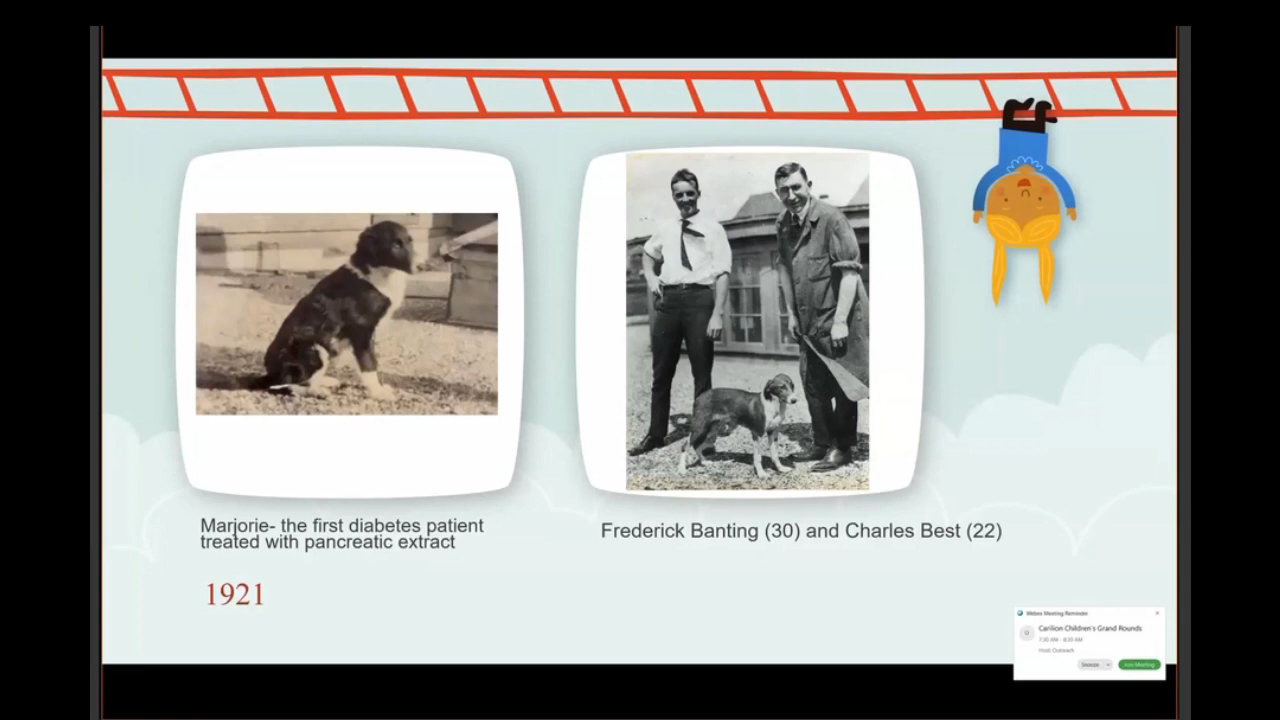 Marjorie- the first diabetes patient
treated with pancreatic extract
Frederick Banting (30) and Charles Best (22)
1921
Webex Meeting Reminder
Carilion Children's Grand Rounds
7:30 AM - 8:30 AM
Host: Outreach
Snooze
Join Meeting